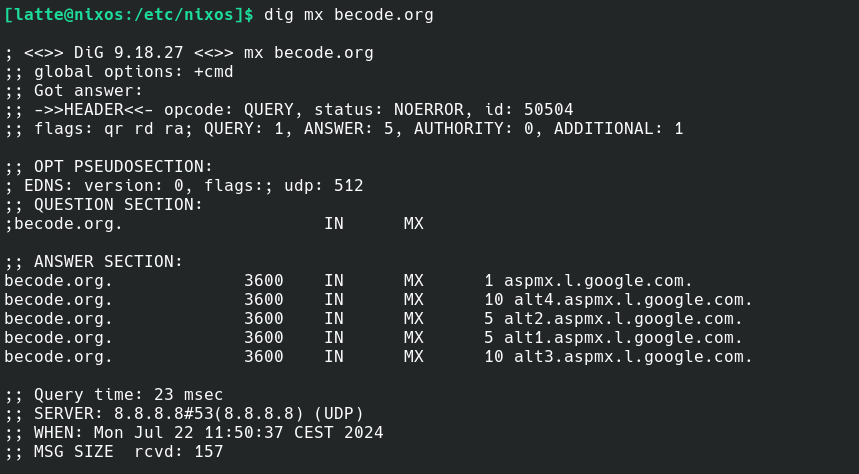 [latte@nixos:/etc/nixos]$ dig mx becode.org
; <<>> DiG 9.18.27 <<>> mx becode.org
;; global options: +cmd
;; Got answer:
;; ->>HEADER<<- opcode: QUERY, status: NOERROR, id: 50504
;; flags: qr rd ra; QUERY: 1, ANSWER: 5, AUTHORITY: 0, ADDITIONAL: 1
;; OPT PSEUDOSECTION:
; EDNS: version: 0, flags:; udp: 512
;; QUESTION SECTION:
;becode.org.                    IN      MX
;; ANSWER SECTION:
becode.org.             3600    IN      MX      1 aspmx.l.google.com.
becode.org.             3600    IN      MX      10 alt4.aspmx.l.google.com.
becode.org.             3600    IN      MX      5 alt2.aspmx.l.google.com.
becode.org.             3600    IN      MX      5 alt1.aspmx.l.google.com.
becode.org.             3600    IN      MX      10 alt3.aspmx.l.google.com.
;; Query time: 23 msec
;; SERVER: 8.8.8.8#53(8.8.8.8) (UDP)
;; WHEN: Mon Jul 22 11:50:37 CEST 2024
;; MSG SIZE  rcvd: 157